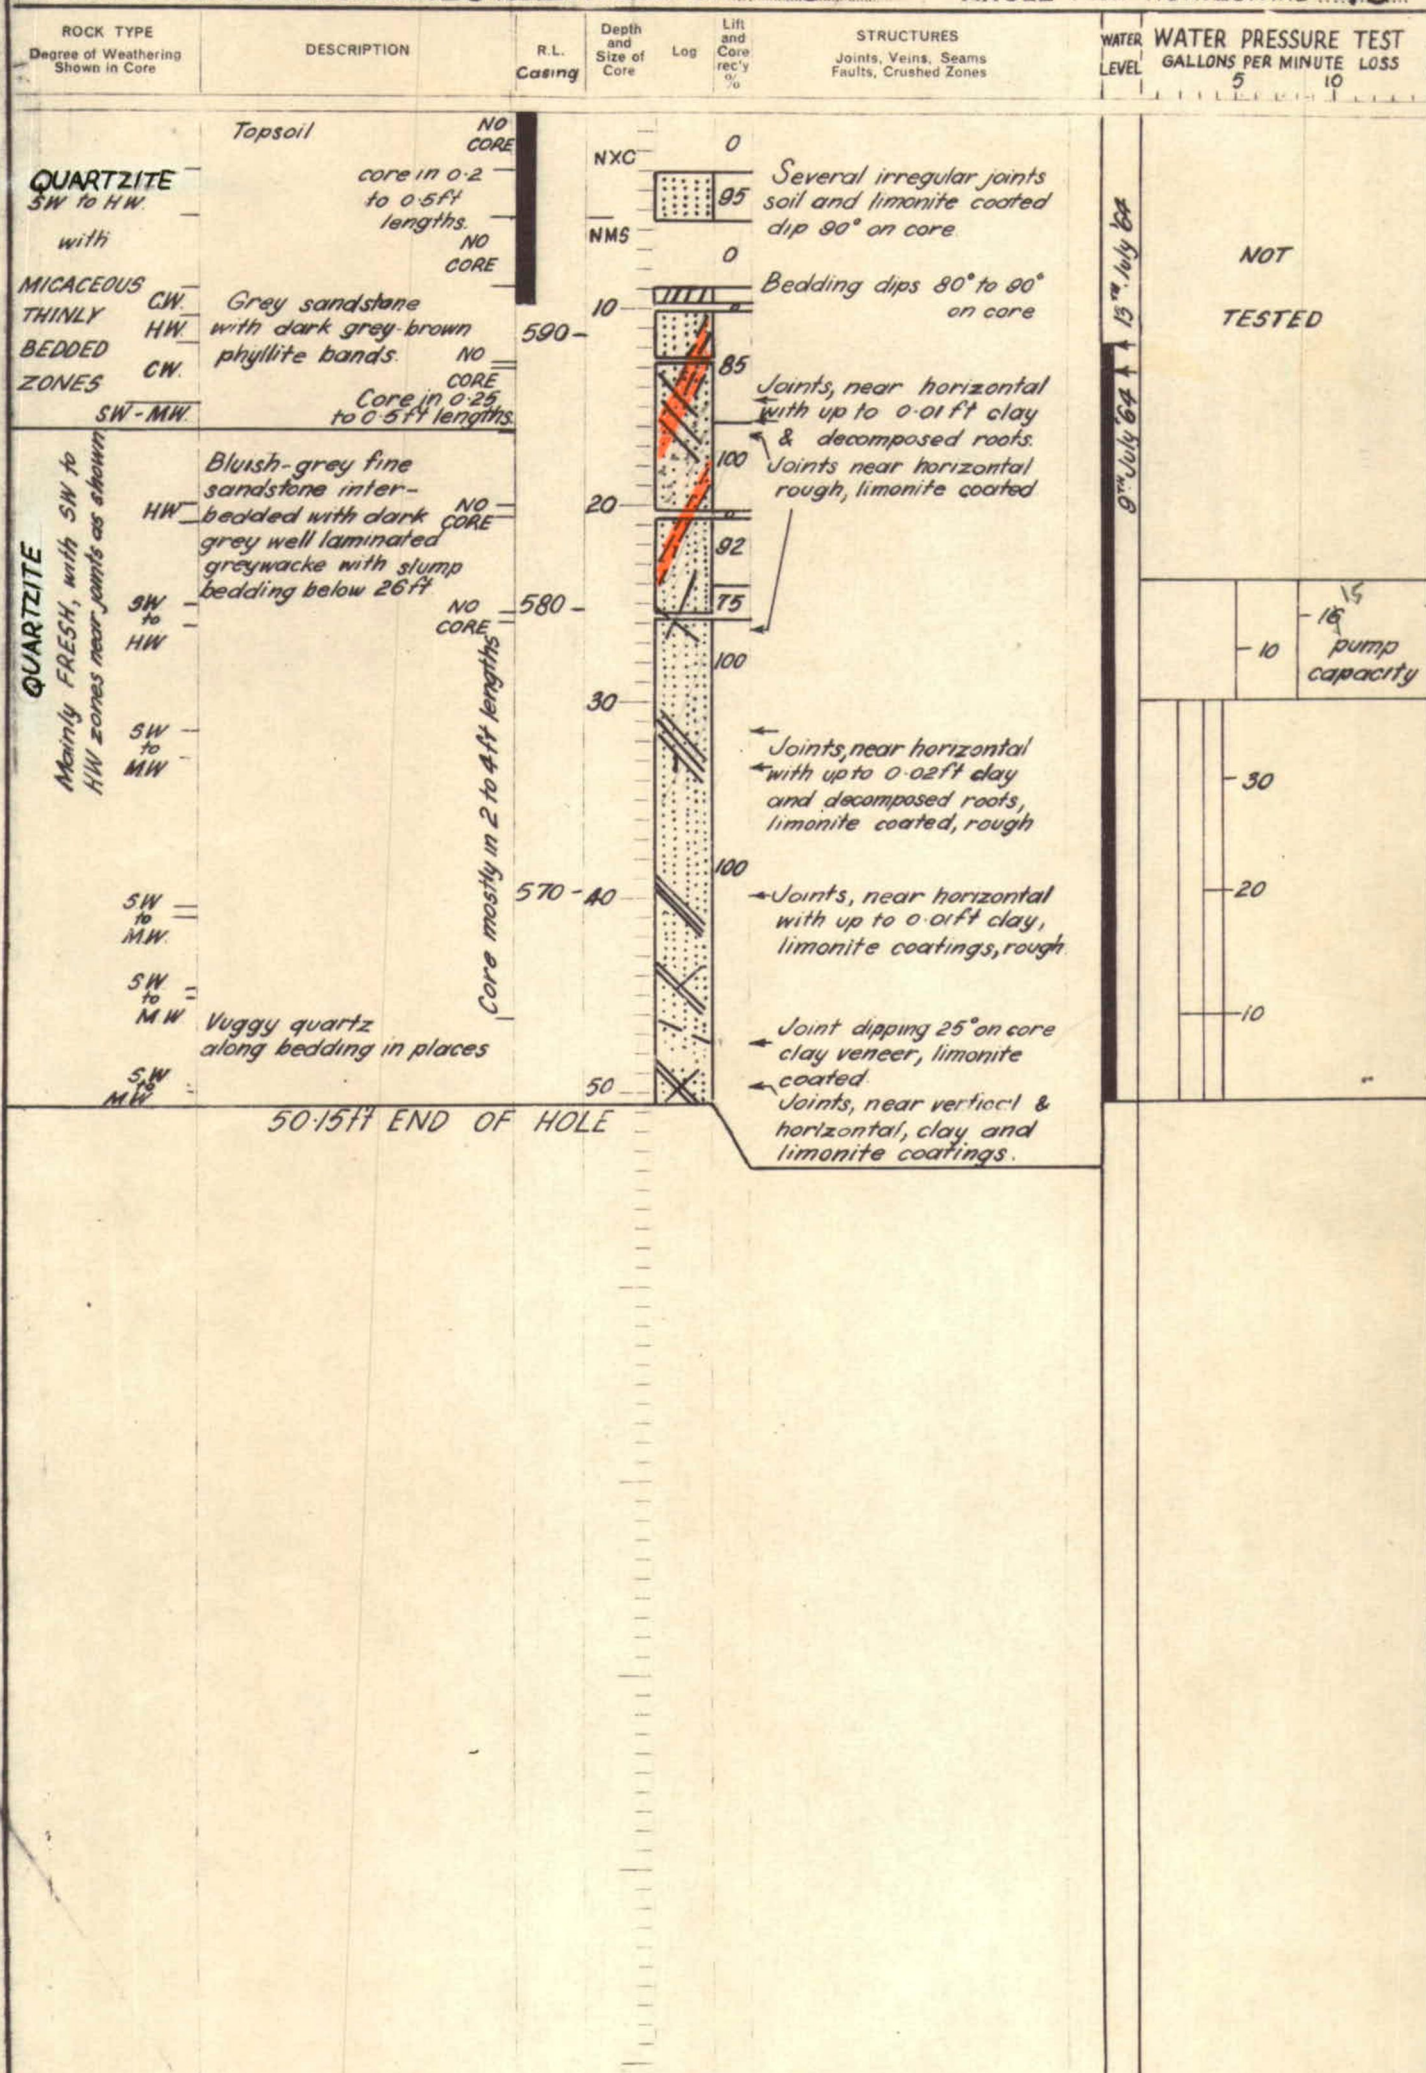 ROCK TYPE
Degree of Weathering
Shown in Core
DESCRIPTION
R.L.
Casing
Depth
and
Size of
Core
Log
Lift
and
Core
rec'y
%
STRUCTURES
Joints, Veins, Seams
Faults, Crushed Zones
WATER
LEVEL
WATER PRESSURE TEST
GALLONS PER MINUTE LOSS
5 10
QUARTZITE
SW to HW.
with
MICACEOUS
CW.
THINLY
HW
BEDDED
CW.
ZONES
SW-MW.
QUARTZITE
Mainly FRESH, with SW to
HW zones near joints as shown
HW
SW
to
HW
SW
to
MW
SW
to
MW.
SW
to
MW
SW
to
MW
Topsoil
NO
CORE
core in 0.2
to 0.5ft
lengths.
NO
CORE
Grey sandstone
with dark grey-brown
phyllite bands.
NO
CORE
Core in 0.25
to 0.5ft lengths
Bluish-grey fine
sandstone inter-
bedded with dark
grey well laminated
greywacke with slump
bedding below 26ft
NO
CORE
NO
CORE
Core mostly in 2 to 4ft lengths
Vuggy quartz
along bedding in places
50.15ft END OF HOLE
590
580
570
NXC
NMS
10
20
30
40
50
0
95
0
0
85
100
0
92
75
100
100
Several irregular joints
soil and limonite coated
dip 90° on core
Bedding dips 80° to 90°
on core
Joints, near horizontal
with up to 0.01ft clay
& decomposed roots.
Joints near horizontal
rough, limonite coated
Joints, near horizontal
with up to 0.02ft clay
and decomposed roots,
limonite coated, rough
Joints, near horizontal
with up to 0.01ft clay,
limonite coatings, rough
Joint dipping 25° on core
clay veneer, limonite
coated.
Joints, near vertical &
horizontal, clay and
limonite coatings.
15th July '64
9th July '64
NOT
TESTED
15
16
pump
capacity
10
30
20
10